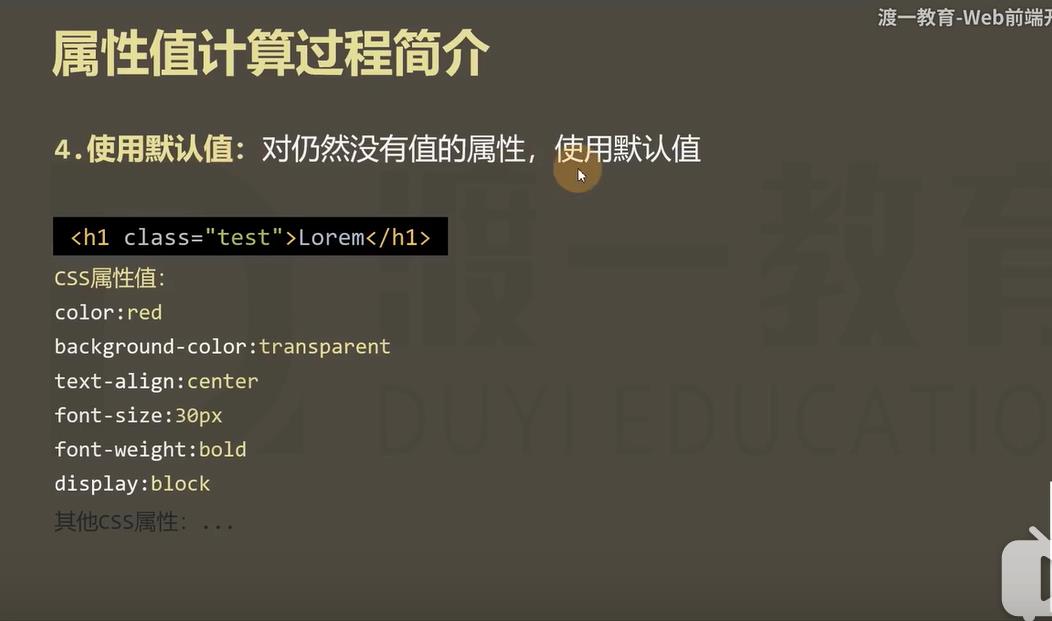 渡一教育-Web前端开
属性值计算过程简介
4.使用默认值：对仍然没有值的属性，使用默认值
<h1 class="test">Lorem</h1>
CSS属性值：
color:red
background-color:transparent
text-align:center
font-size:30px
font-weight:bold
display:block
其他CSS属性：...
渡一教育
DUYI EDUCATIO